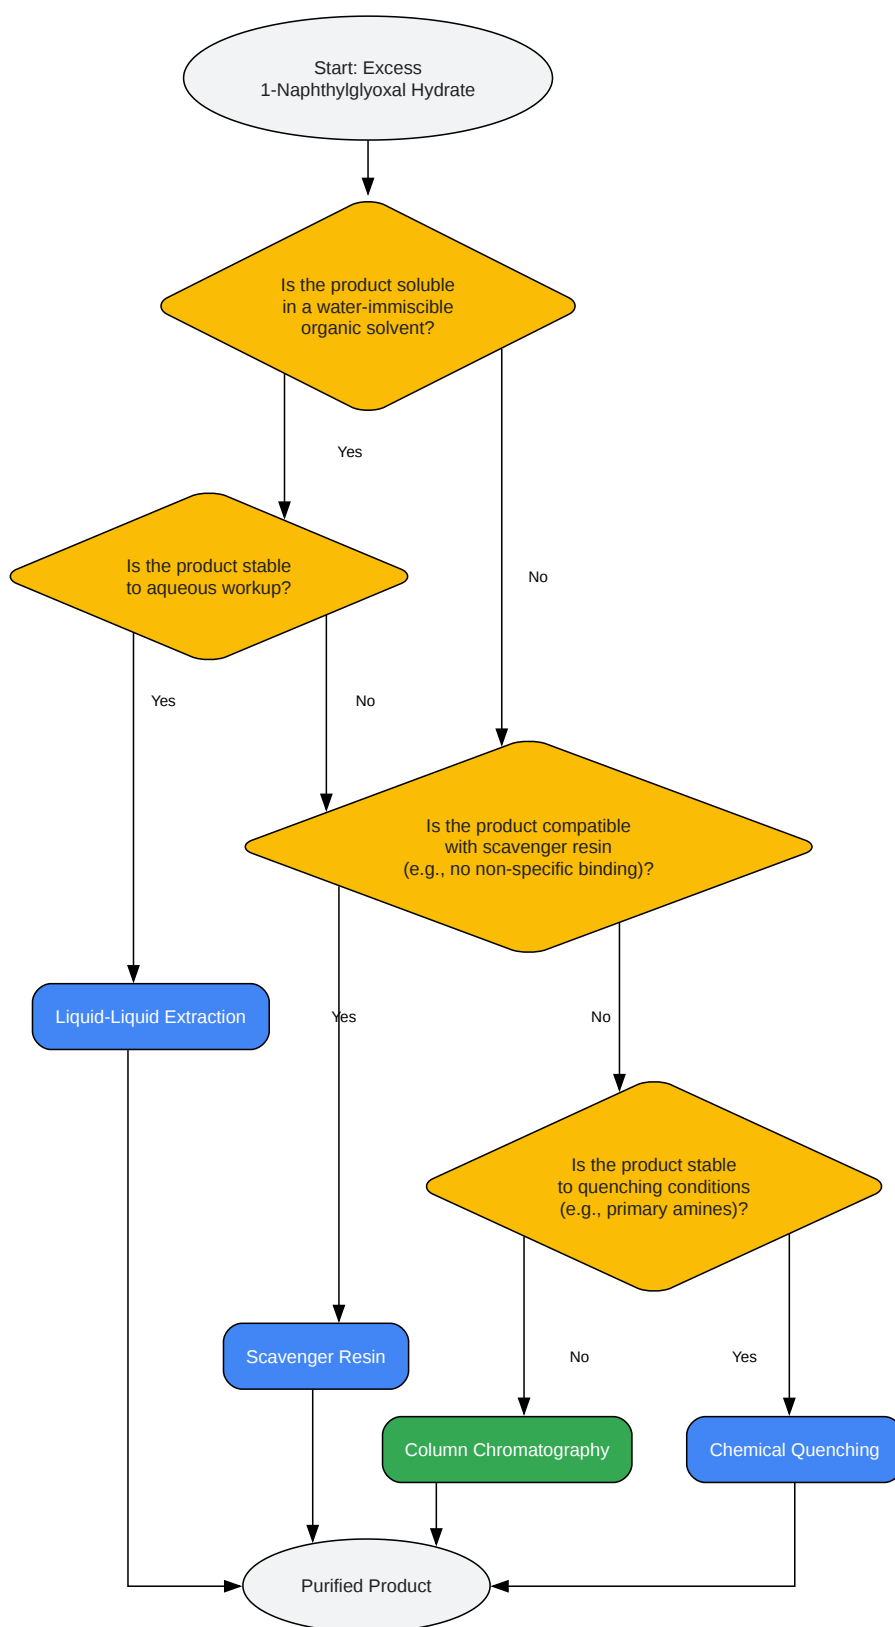 Start: Excess
1-Naphthylglyoxal Hydrate
Is the product soluble
in a water-immiscible
organic solvent?
Yes
No
Is the product stable
to aqueous workup?
Yes
No
Is the product compatible
with scavenger resin
(e.g., no non-specific binding)?
Liquid-Liquid Extraction
Yes
No
Is the product stable
to quenching conditions
(e.g., primary amines)?
Scavenger Resin
No
Yes
Column Chromatography
Chemical Quenching
Purified Product